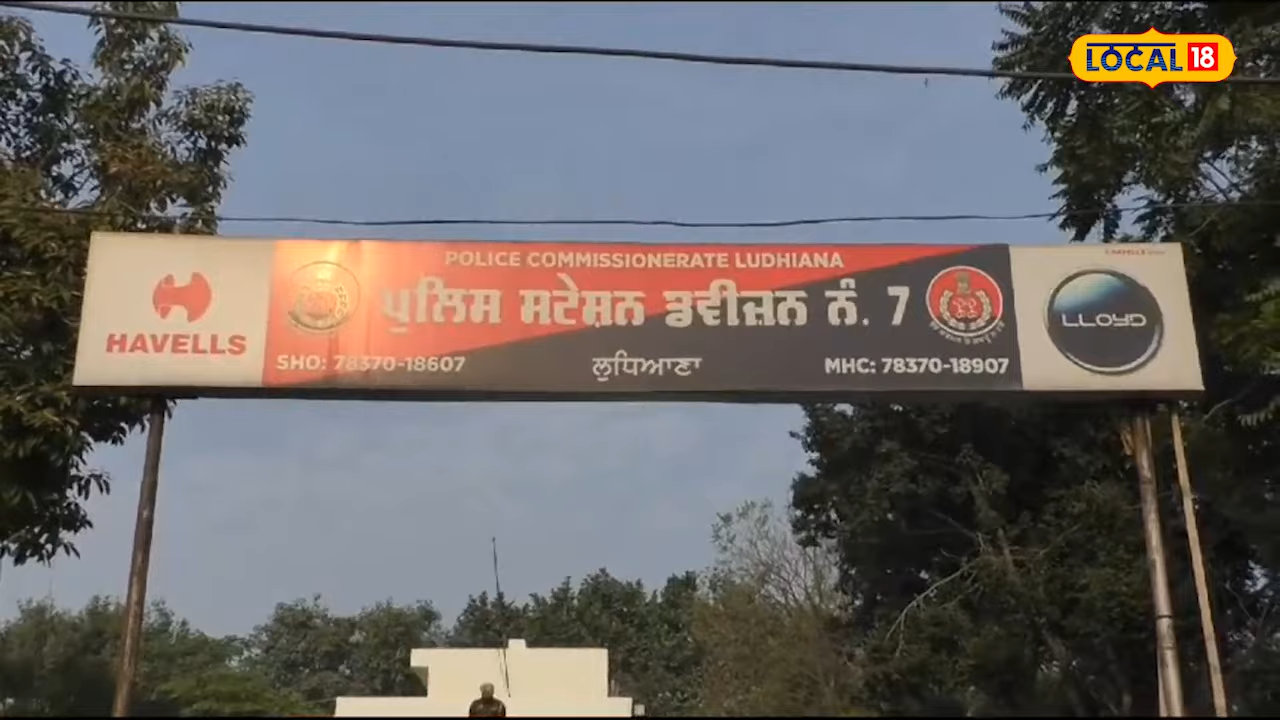 LOCAL 18
POLICE COMMISSIONERATE LUDHIANA
ਪੁਲਿਸ ਸਟੇਸ਼ਨ ਡਵੀਜ਼ਨ ਨੰ. 7
HAVELLS
SHO: 78370-18607
ਲੁਧਿਆਣਾ
MHC: 78370-18907
LLOYD